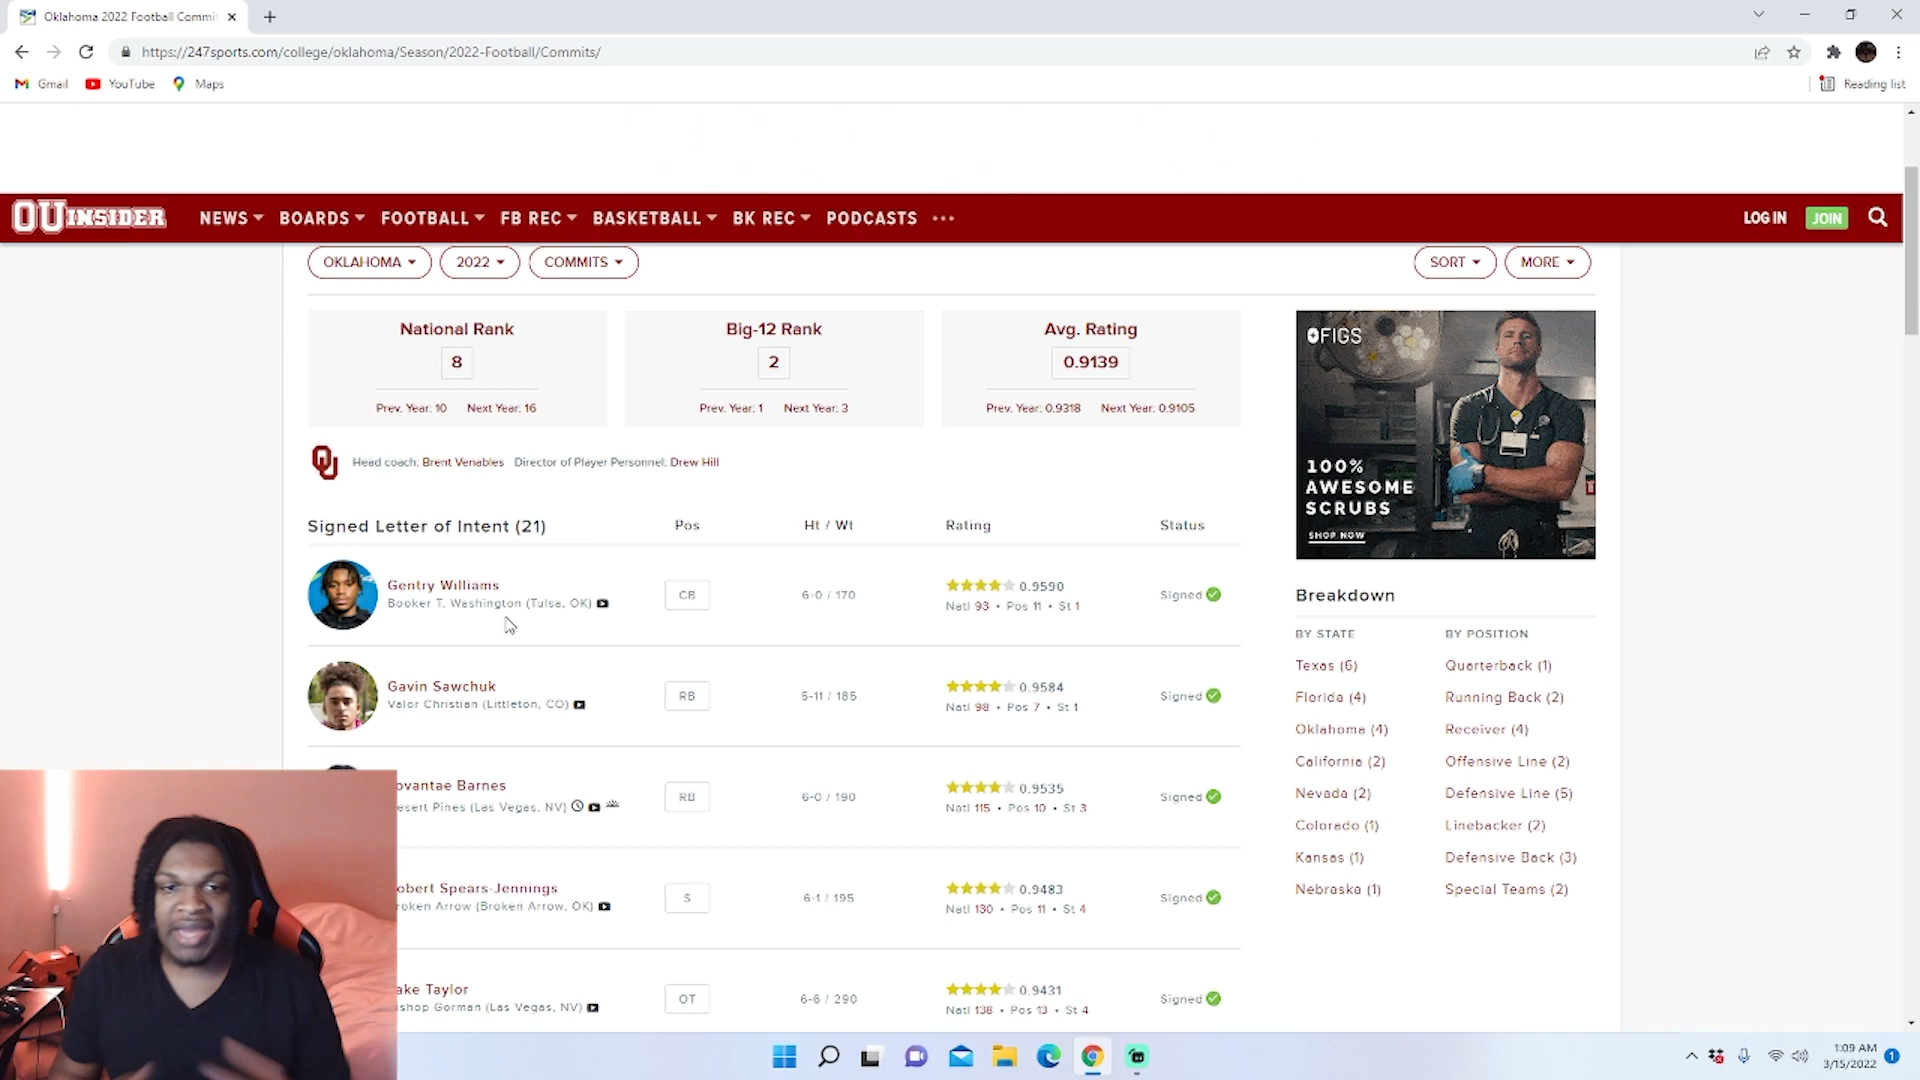 Oklahoma 2022 Football Commit
https://247sports.com/college/oklahoma/Season/2022-Football/Commits/
Gmail YouTube Maps Reading list
OU INSIDER NEWS BOARDS FOOTBALL FB REC BASKETBALL BK REC PODCASTS LOG IN JOIN
OKLAHOMA 2022 COMMITS SORT MORE
National Rank
8
Prev. Year: 10 Next Year: 16
Big-12 Rank
2
Prev. Year: 1 Next Year: 3
Avg. Rating
0.9139
Prev. Year: 0.9318 Next Year: 0.9105
OU Head coach: Brent Venables Director of Player Personnel: Drew Hill
Signed Letter of Intent (21) Pos Ht / Wt Rating Status
Gentry Williams
Booker T. Washington (Tulsa, OK)
CB 6-0 / 170
0.9590
Natl 93 • Pos 11 • St 1
Signed
Gavin Sawchuk
Valor Christian (Littleton, CO)
RB 5-11 / 185
0.9584
Natl 98 • Pos 7 • St 1
Signed
ovantae Barnes
esert Pines (Las Vegas, NV)
RB 6-0 / 190
0.9535
Natl 115 • Pos 10 • St 3
Signed
obert Spears-Jennings
roken Arrow (Broken Arrow, OK)
S 6-1 / 195
0.9483
Natl 130 • Pos 11 • St 4
Signed
ake Taylor
ishop Gorman (Las Vegas, NV)
OT 6-6 / 290
0.9431
Natl 138 • Pos 13 • St 4
Signed
FIGS
100%
AWESOME
SCRUBS
SHOP NOW
Breakdown
BY STATE BY POSITION
Texas (6) Quarterback (1)
Florida (4) Running Back (2)
Oklahoma (4) Receiver (4)
California (2) Offensive Line (2)
Nevada (2) Defensive Line (5)
Colorado (1) Linebacker (2)
Kansas (1) Defensive Back (3)
Nebraska (1) Special Teams (2)
1:09 AM
3/15/2022
1